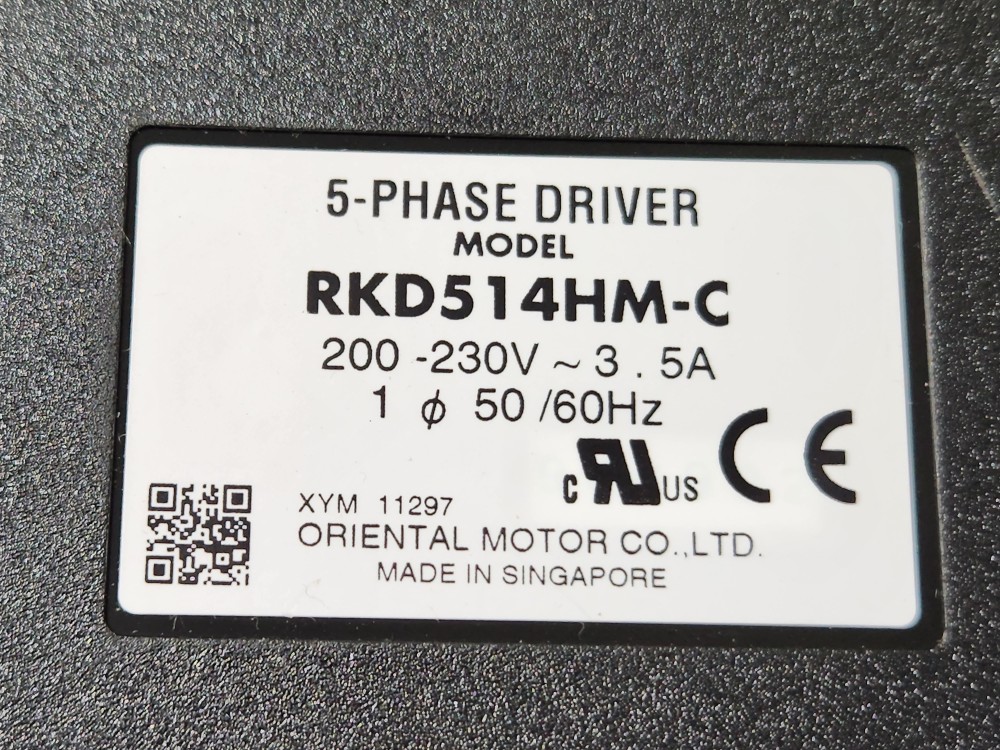 5-PHASE DRIVER
MODEL
RKD514HM-C
200 -230V ~ 3 . 5A
1 ϕ 50 /60Hz
c RU US CE
XYM 11297
ORIENTAL MOTOR CO.,LTD.
MADE IN SINGAPORE